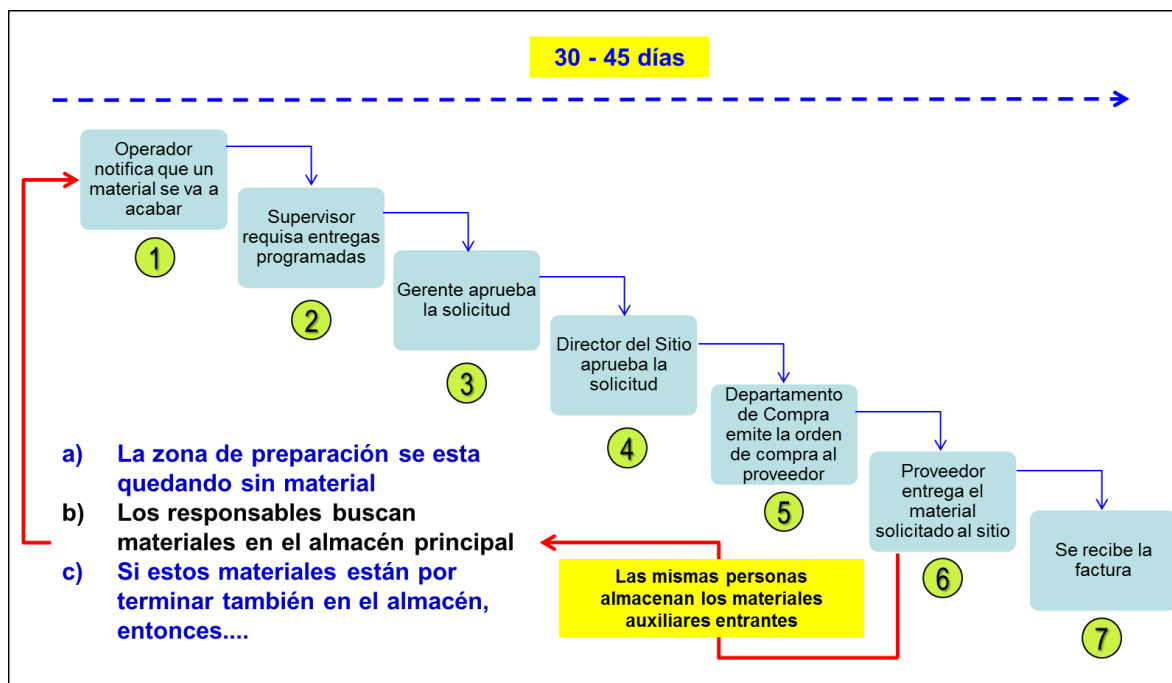 30 - 45 días
Operador
notifica que un
material se va a
acabar
1
Supervisor
requisa entregas
programadas
2
Gerente aprueba
la solicitud
3
Director del Sitio
aprueba la
solicitud
4
Departamento
de Compra
emite la orden
de compra al
proveedor
5
Proveedor
entrega el
material
solicitado al sitio
6
Se recibe la
factura
7
a) La zona de preparación se esta
quedando sin material
b) Los responsables buscan
materiales en el almacén principal
c) Si estos materiales están por
terminar también en el almacén,
entonces....
Las mismas personas
almacenan los materiales
auxiliares entrantes